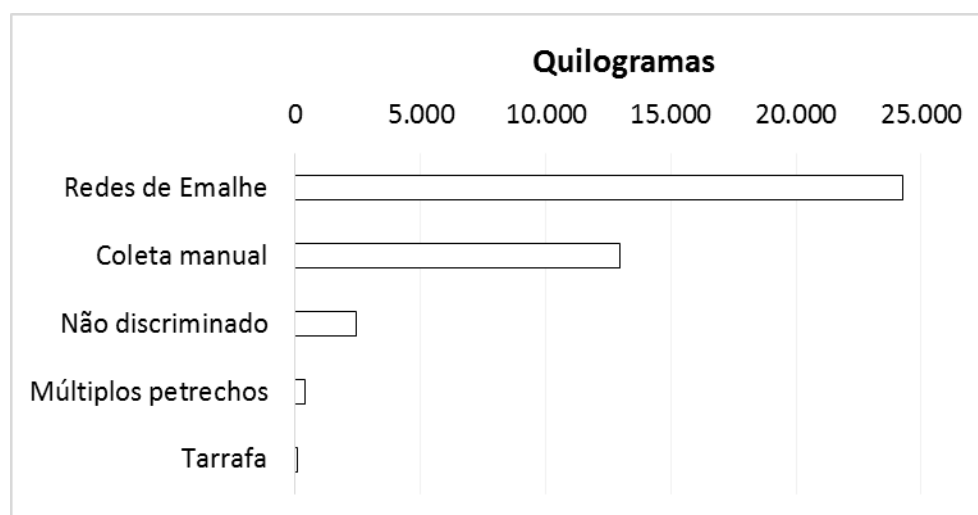 Quilogramas
0 5.000 10.000 15.000 20.000 25.000
Redes de Emalhe
Coleta manual
Não discriminado
Múltiplos petrechos
Tarrafa